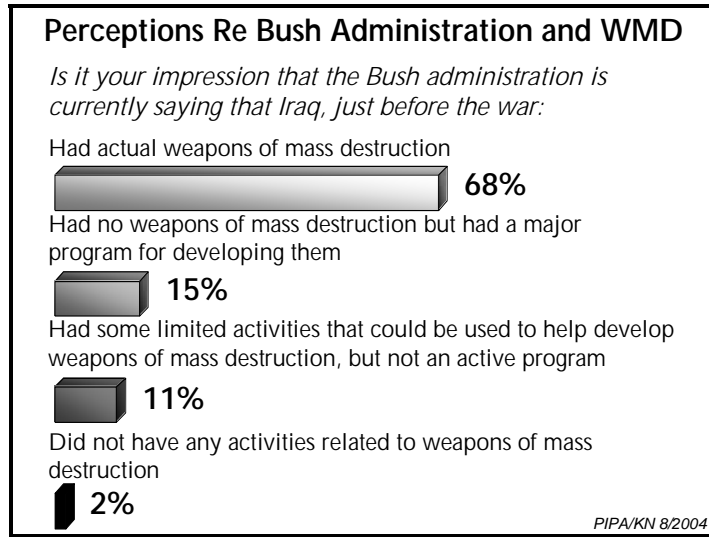 Perceptions Re Bush Administration and WMD
Is it your impression that the Bush administration is
currently saying that Iraq, just before the war:
Had actual weapons of mass destruction
68%
Had no weapons of mass destruction but had a major
program for developing them
15%
Had some limited activities that could be used to help develop
weapons of mass destruction, but not an active program
11%
Did not have any activities related to weapons of mass
destruction
2%
PIPA/KN 8/2004